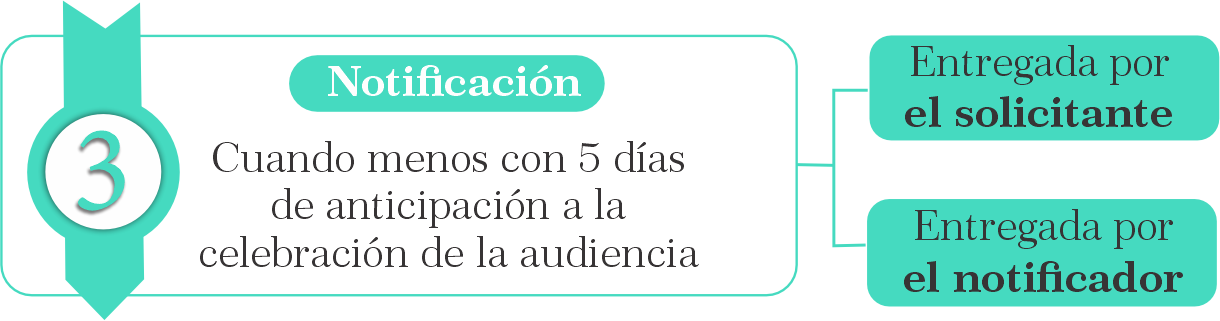 3
Notificación
Cuando menos con 5 días
de anticipación a la
celebración de la audiencia
Entregada por
el solicitante
Entregada por
el notificador